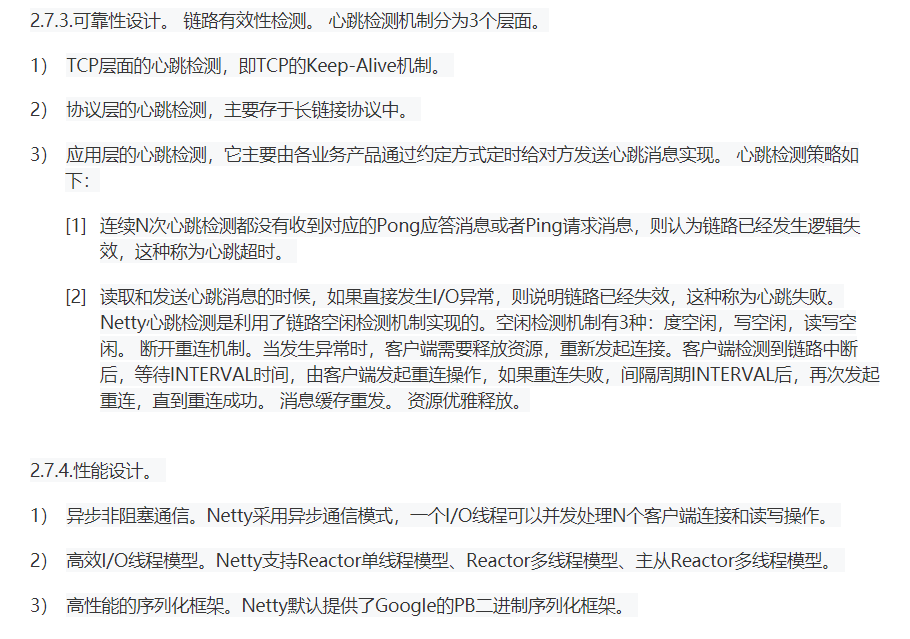 2.7.3.可靠性设计。 链路有效性检测。 心跳检测机制分为3个层面。
1） TCP层面的心跳检测，即TCP的Keep-Alive机制。
2） 协议层的心跳检测，主要存于长链接协议中。
3） 应用层的心跳检测，它主要由各业务产品通过约定方式定时给对方发送心跳消息实现。 心跳检测策略如
下：
[1] 连续N次心跳检测都没有收到对应的Pong应答消息或者Ping请求消息，则认为链路已经发生逻辑失
效，这种称为心跳超时。
[2] 读取和发送心跳消息的时候，如果直接发生I/O异常，则说明链路已经失效，这种称为心跳失败。
Netty心跳检测是利用了链路空闲检测机制实现的。空闲检测机制有3种：度空闲，写空闲，读写空
闲。 断开重连机制。当发生异常时，客户端需要释放资源，重新发起连接。客户端检测到链路中断
后，等待INTERVAL时间，由客户端发起重连操作，如果重连失败，间隔周期INTERVAL后，再次发起
重连，直到重连成功。 消息缓存重发。 资源优雅释放。
2.7.4.性能设计。
1） 异步非阻塞通信。Netty采用异步通信模式，一个I/O线程可以并发处理N个客户端连接和读写操作。
2） 高效I/O线程模型。Netty支持Reactor单线程模型、Reactor多线程模型、主从Reactor多线程模型。
3） 高性能的序列化框架。Netty默认提供了Google的PB二进制序列化框架。